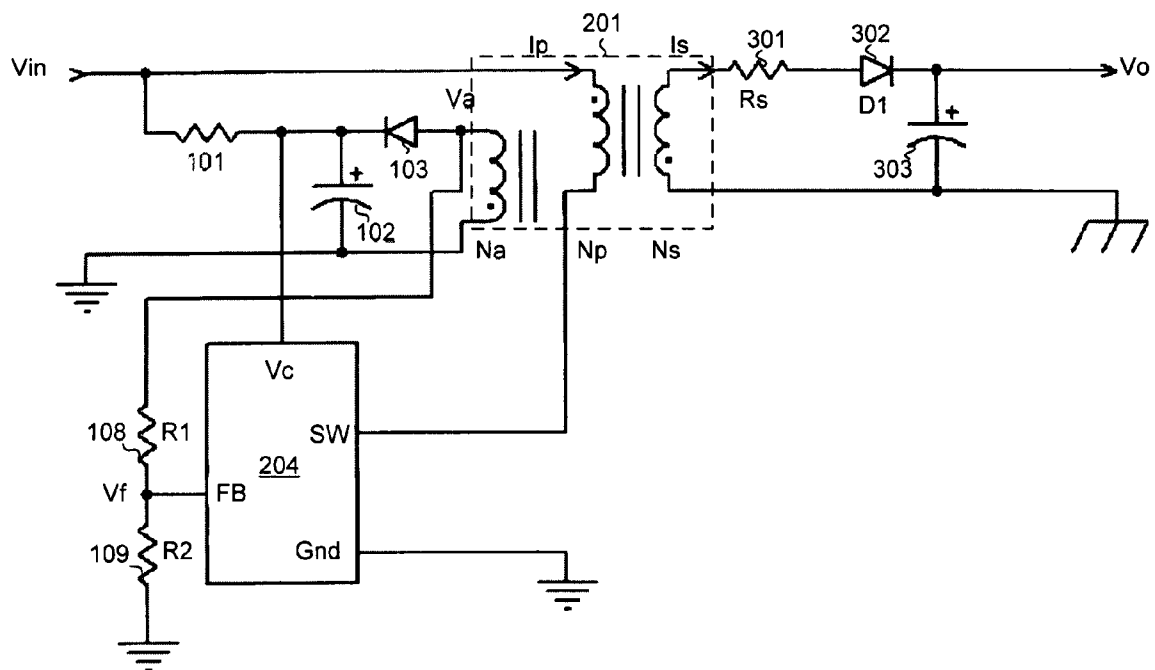 201
Ip
Is
301
302
Vin
Vo
Va
Rs
D1
101
103
303
102
Na
Np
Ns
Vc
108
R1
SW
204
Vf
FB
109
R2
Gnd